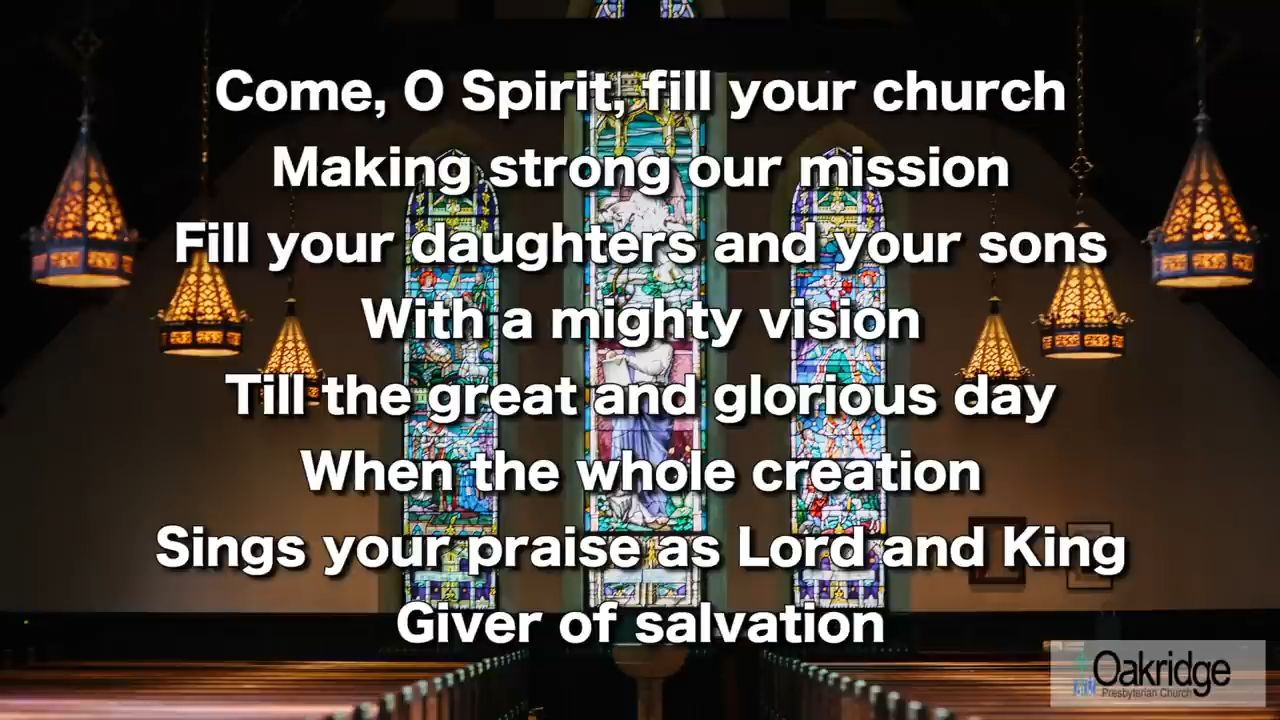 Come, O Spirit, fill your church
Making strong our mission
Fill your daughters and your sons
With a mighty vision
Till the great and glorious day
When the whole creation
Sings your praise as Lord and King
Giver of salvation
Oakridge
Presbyterian Church